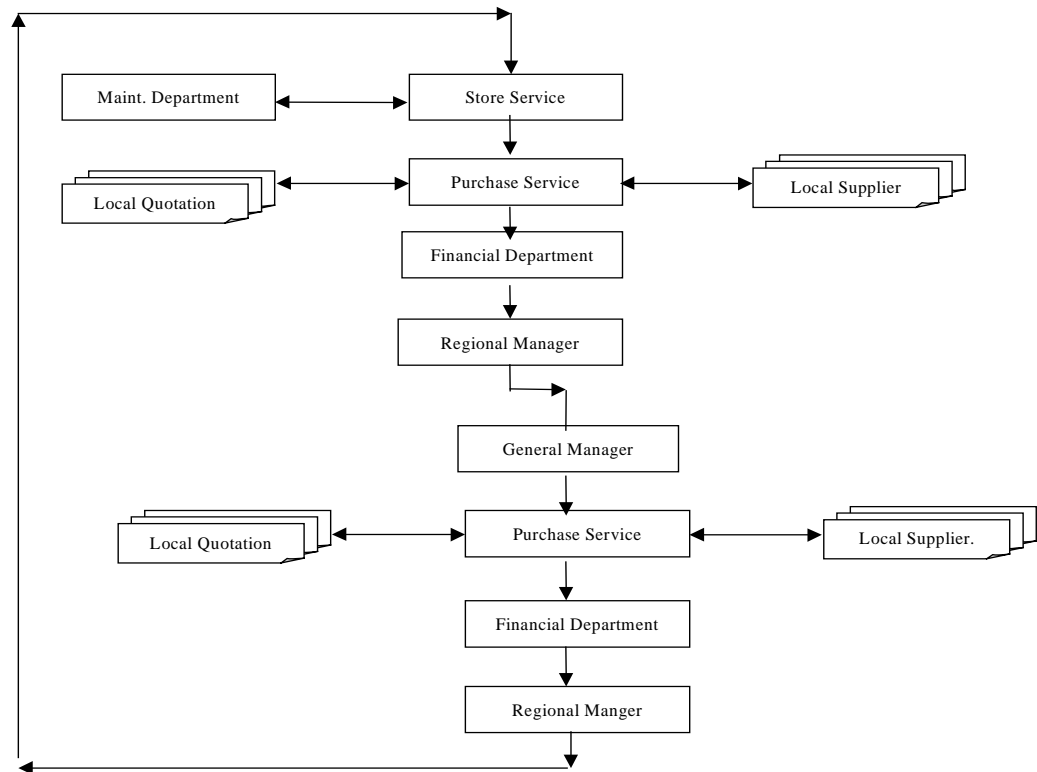 Maint. Department
Store Service
Local Quotation
Purchase Service
Local Supplier
Financial Department
Regional Manager
General Manager
Local Quotation
Purchase Service
Local Supplier.
Financial Department
Regional Manger